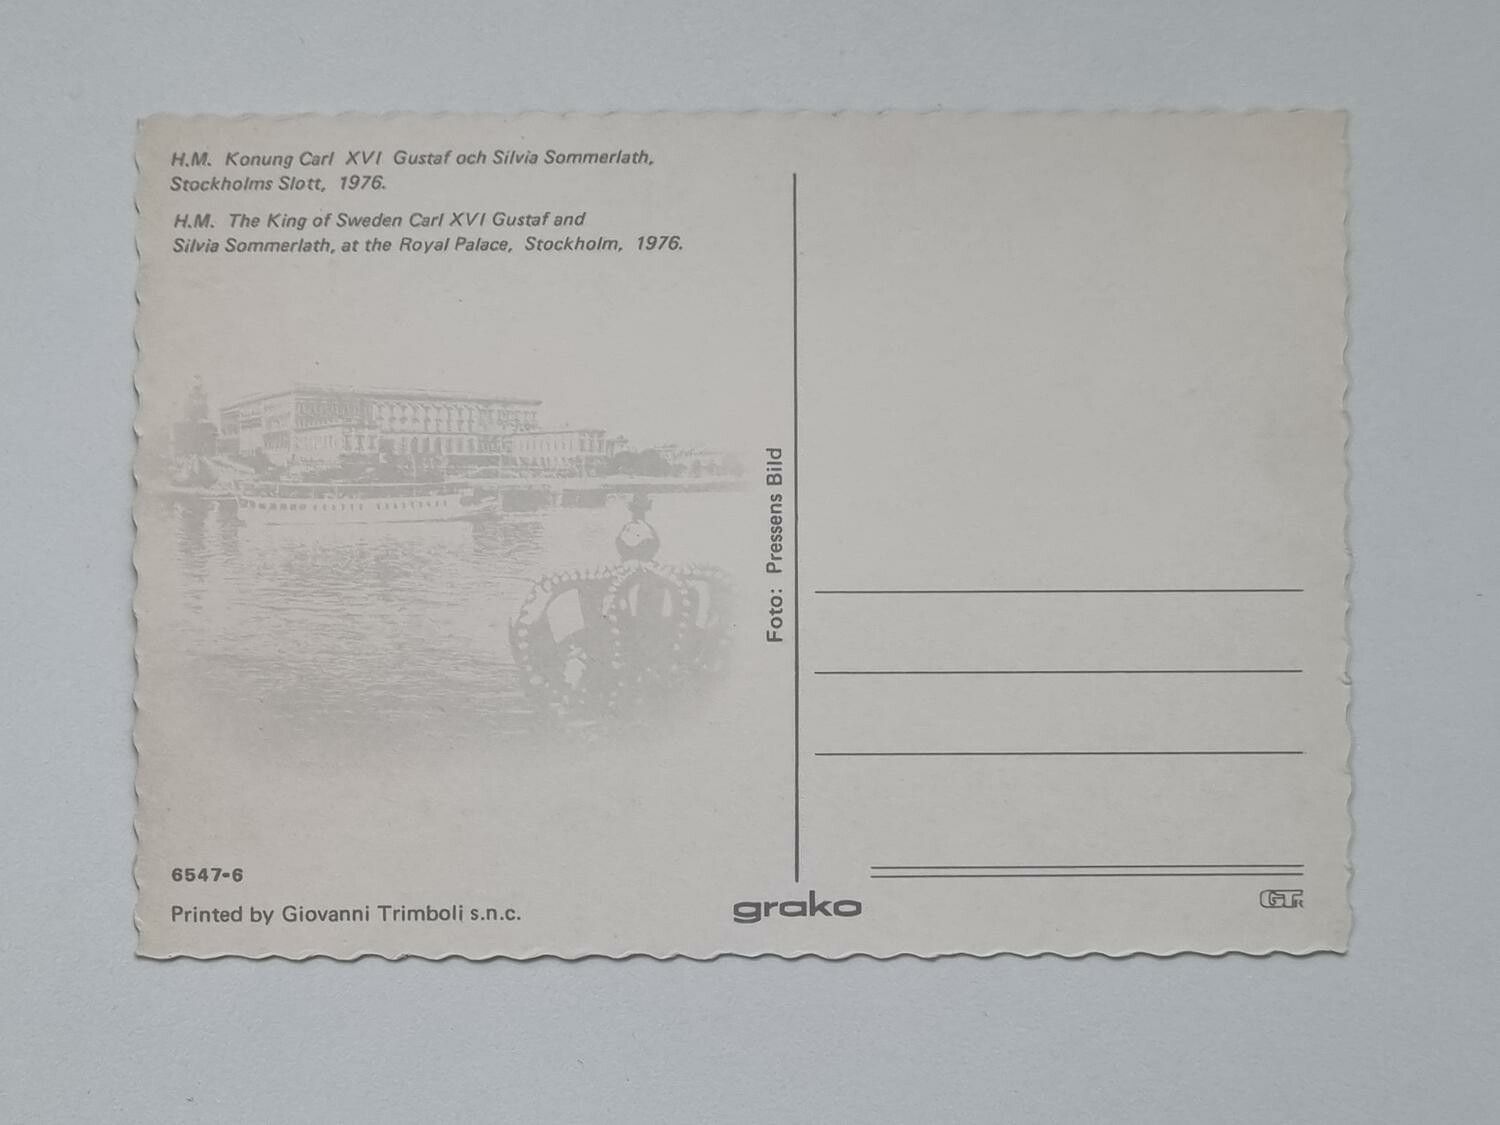 H.M. Konung Carl XVI Gustaf och Silvia Sommerlath,
Stockholms Slott, 1976.
H.M. The King of Sweden Carl XVI Gustaf and
Silvia Sommerlath, at the Royal Palace, Stockholm, 1976.
Foto: Pressens Bild
6547-6
Printed by Giovanni Trimboli s.n.c.
grako
GTR